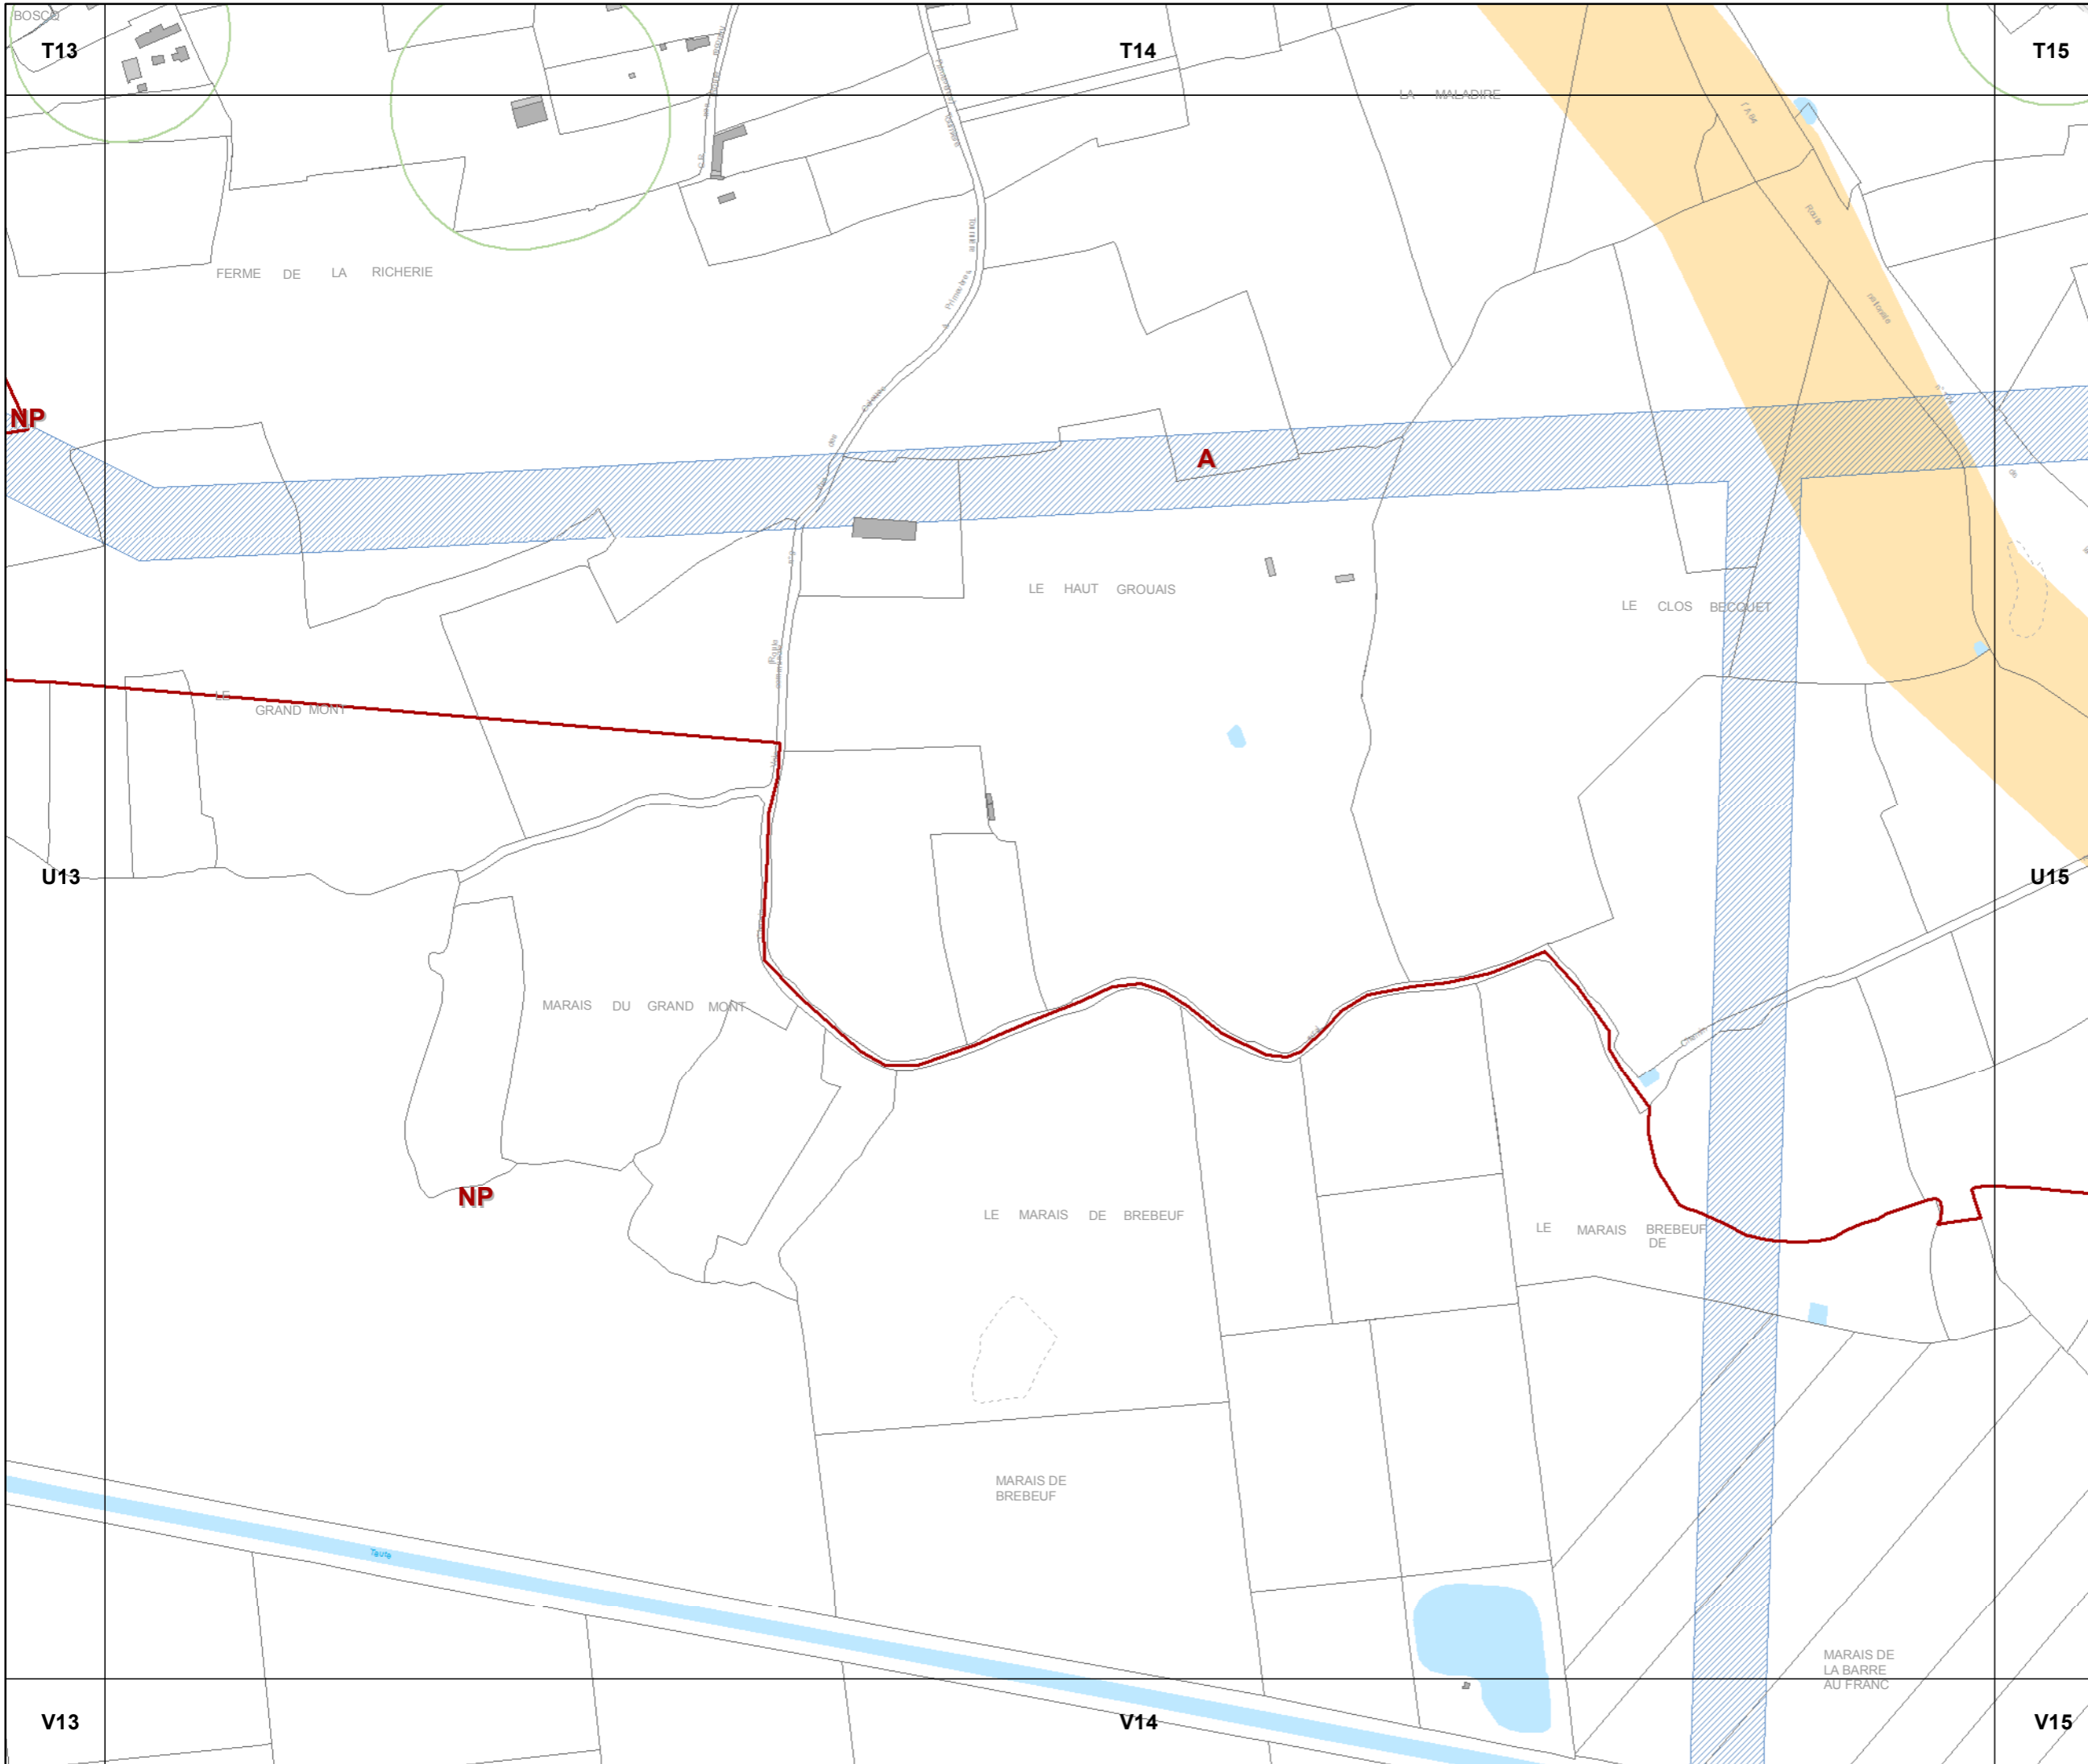 BOSCQ
T13
T14
T15
LA MALADIRE
FERME DE LA RICHERIE
NP
A
LE HAUT GROUAIS
LE CLOS BECQUET
LE
GRAND MONT
U13
U15
MARAIS DU GRAND MONT
NP
LE MARAIS DE BREBEUF
LE MARAIS BREBEUF
DE
MARAIS DE
BREBEUF
Taute
MARAIS DE
LA BARRE
AU FRANC
V13
V14
V15